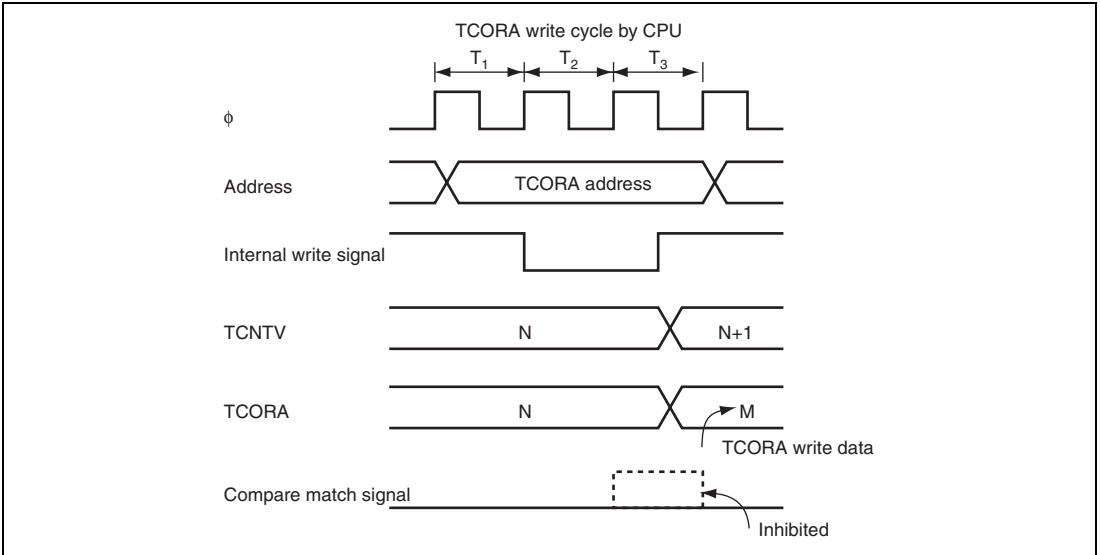 TCORA write cycle by CPU
T1 T2 T3
φ
Address
TCORA address
Internal write signal
TCNTV
N
N+1
TCORA
N
M
TCORA write data
Compare match signal
Inhibited